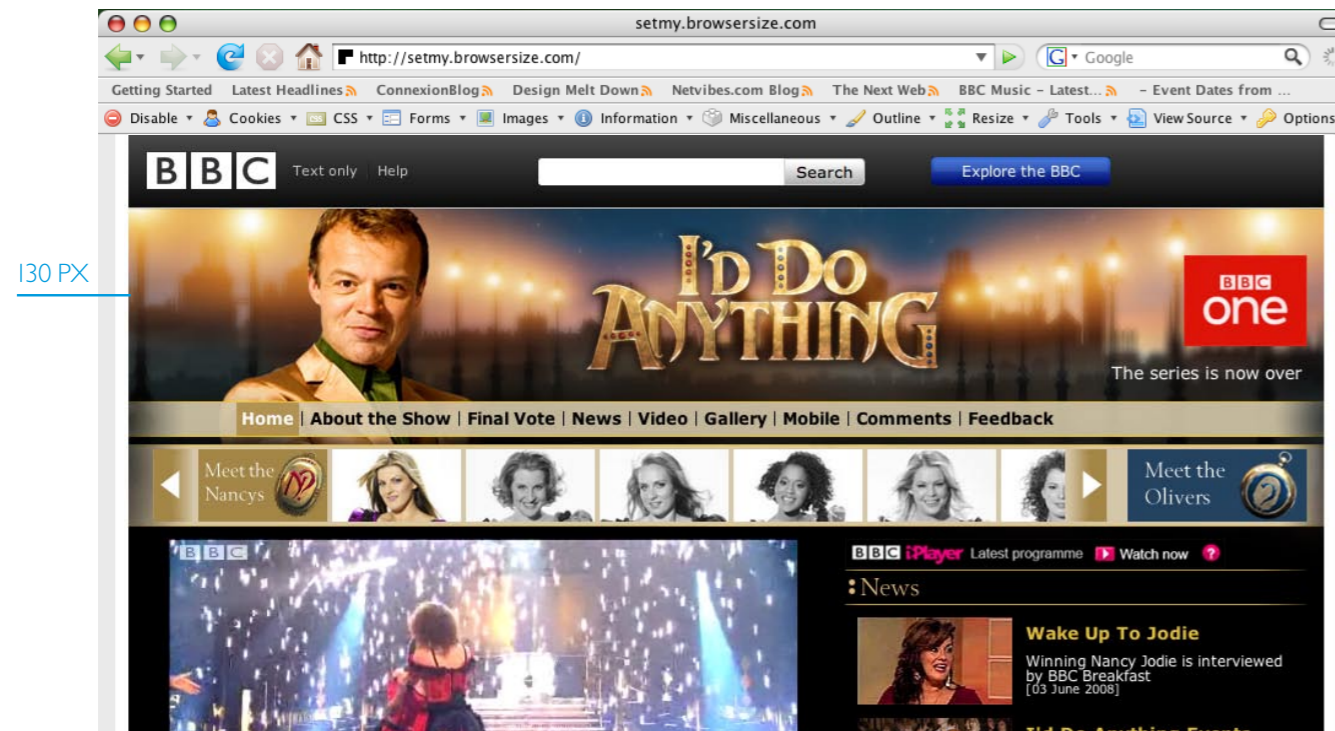 setmy.browsersize.com
http://setmy.browsersize.com/
G Google
Getting Started Latest Headlines ConnexionBlog Design Melt Down Netvibes.com Blog The Next Web BBC Music – Latest... – Event Dates from ...
Disable Cookies CSS Forms Images Information Miscellaneous Outline Resize Tools View Source Options
BBC Text only Help Search Explore the BBC
130 PX
I'D DO
ANYTHING
BBC
one
The series is now over
Home | About the Show | Final Vote | News | Video | Gallery | Mobile | Comments | Feedback
Meet the
Nancys
N?
Meet the
Olivers
BBC
BBC iPlayer Latest programme Watch now ?
News
Wake Up To Jodie
Winning Nancy Jodie is interviewed
by BBC Breakfast
[03 June 2008]
I'd Do Anything Events